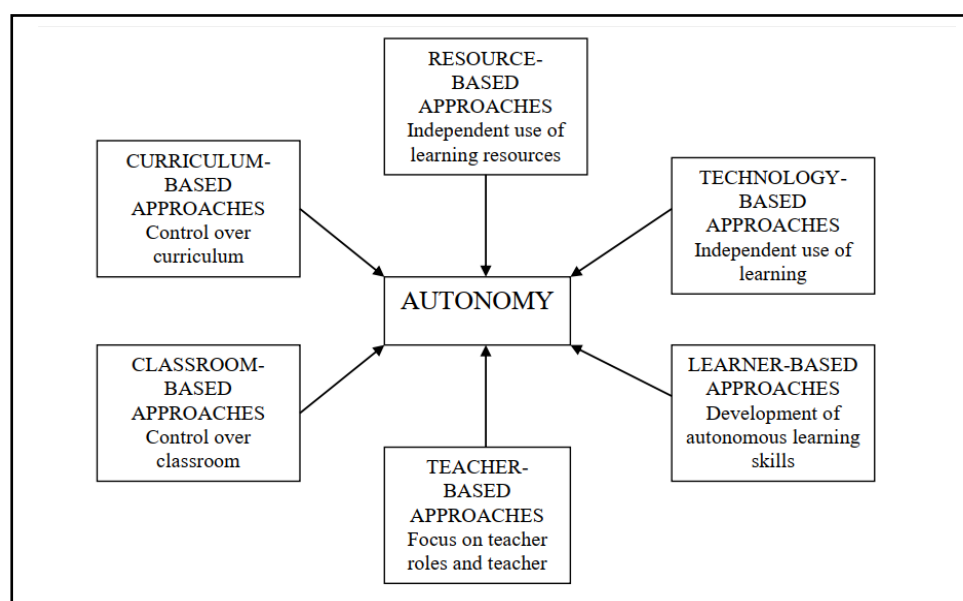 RESOURCE-
BASED
APPROACHES
Independent use of
learning resources
CURRICULUM-
BASED
APPROACHES
Control over
curriculum
TECHNOLOGY-
BASED
APPROACHES
Independent use of
learning
AUTONOMY
CLASSROOM-
BASED
APPROACHES
Control over
classroom
LEARNER-BASED
APPROACHES
Development of
autonomous learning
skills
TEACHER-
BASED
APPROACHES
Focus on teacher
roles and teacher